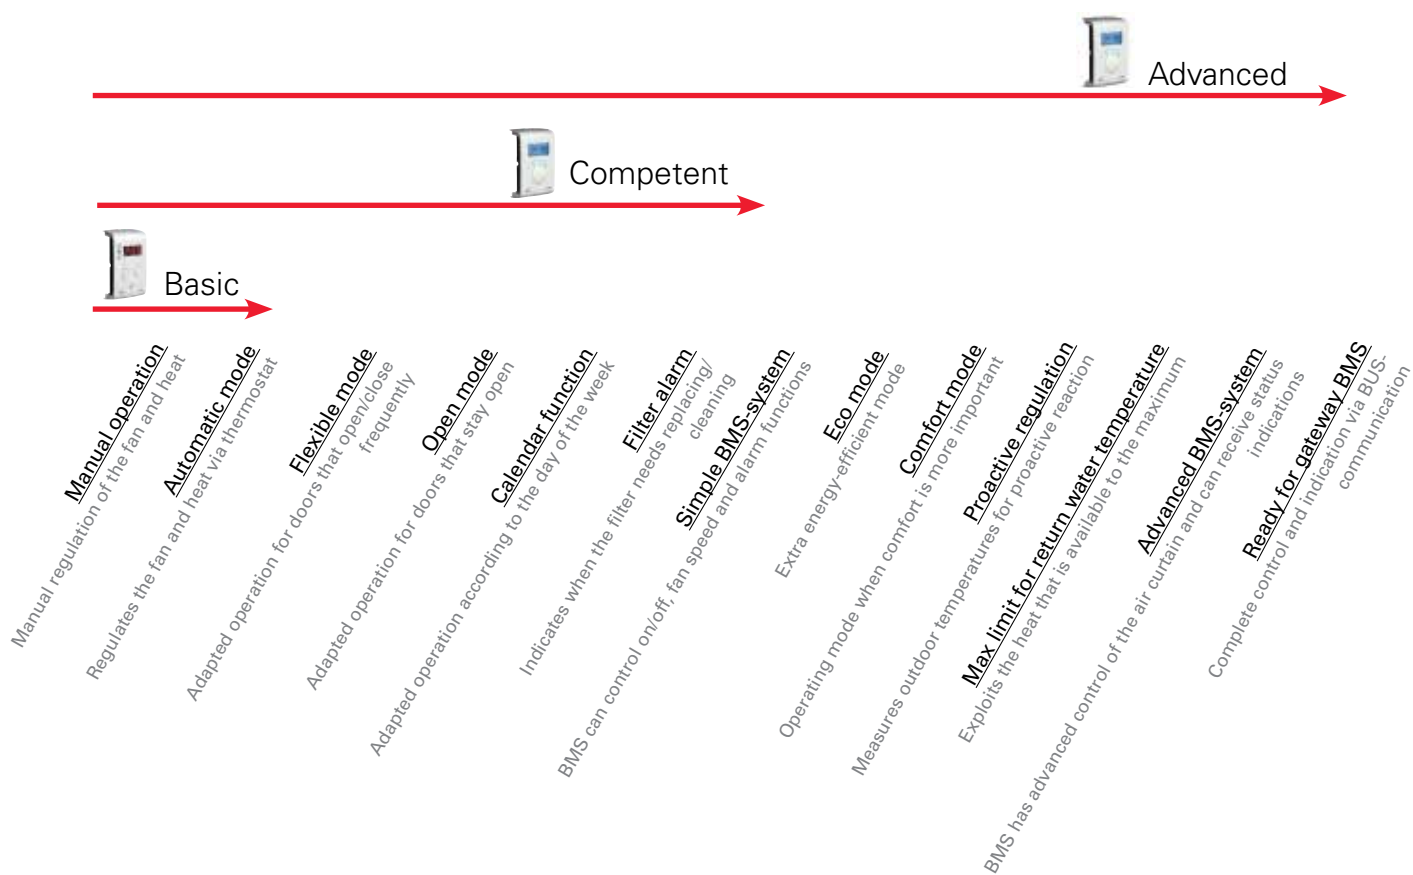 Advanced
Competent
Basic
Manual operation
Manual regulation of the fan and heat
Automatic mode
Regulates the fan and heat via thermostat
Flexible mode
Adapted operation for doors that open/close
frequently
Open mode
Adapted operation for doors that stay open
Calendar function
Adapted operation according to the day of the week
Filter alarm
Indicates when the filter needs replacing/
cleaning
Simple BMS-system
BMS can control on/off, fan speed and alarm functions
Eco mode
Extra energy-efficient mode
Comfort mode
Operating mode when comfort is more important
Proactive regulation
Measures outdoor temperatures for proactive reaction
Max limit for return water temperature
Exploits the heat that is available to the maximum
Advanced BMS-system
BMS has advanced control of the air curtain and can receive status
indications
Ready for gateway BMS
Complete control and indication via BUS-
communication